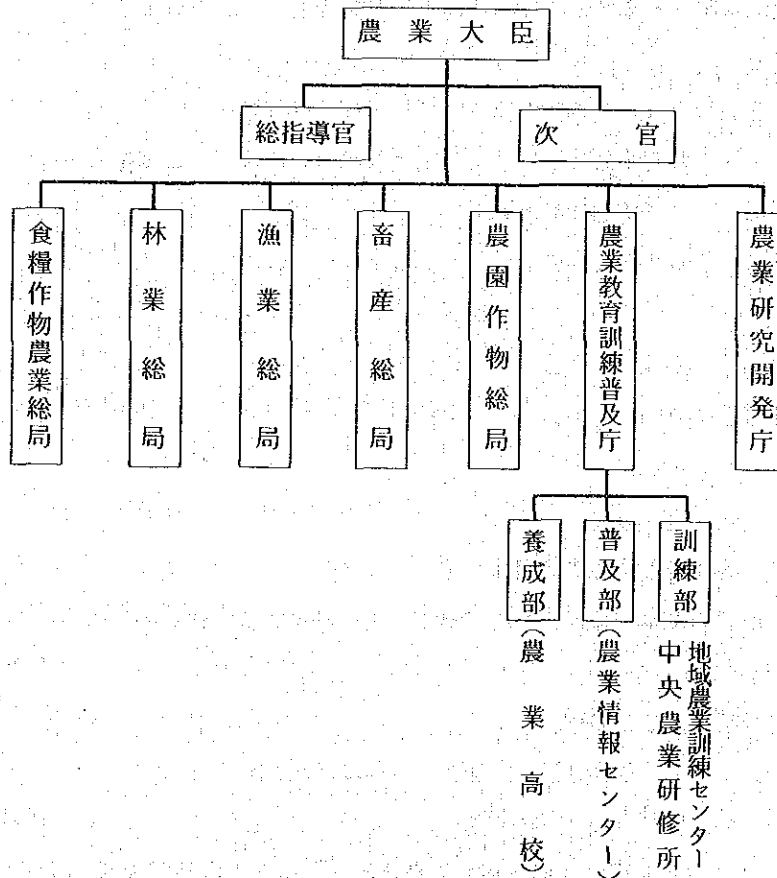 農業大臣
総指導官
次官
食糧作物農業総局
林業総局
漁業総局
畜産総局
農園作物総局
農業教育訓練普及庁
農業研究開発庁
養成部(農業高校)
普及部(農業情報センター)
訓練部
地域農業訓練センター
中央農業研修所